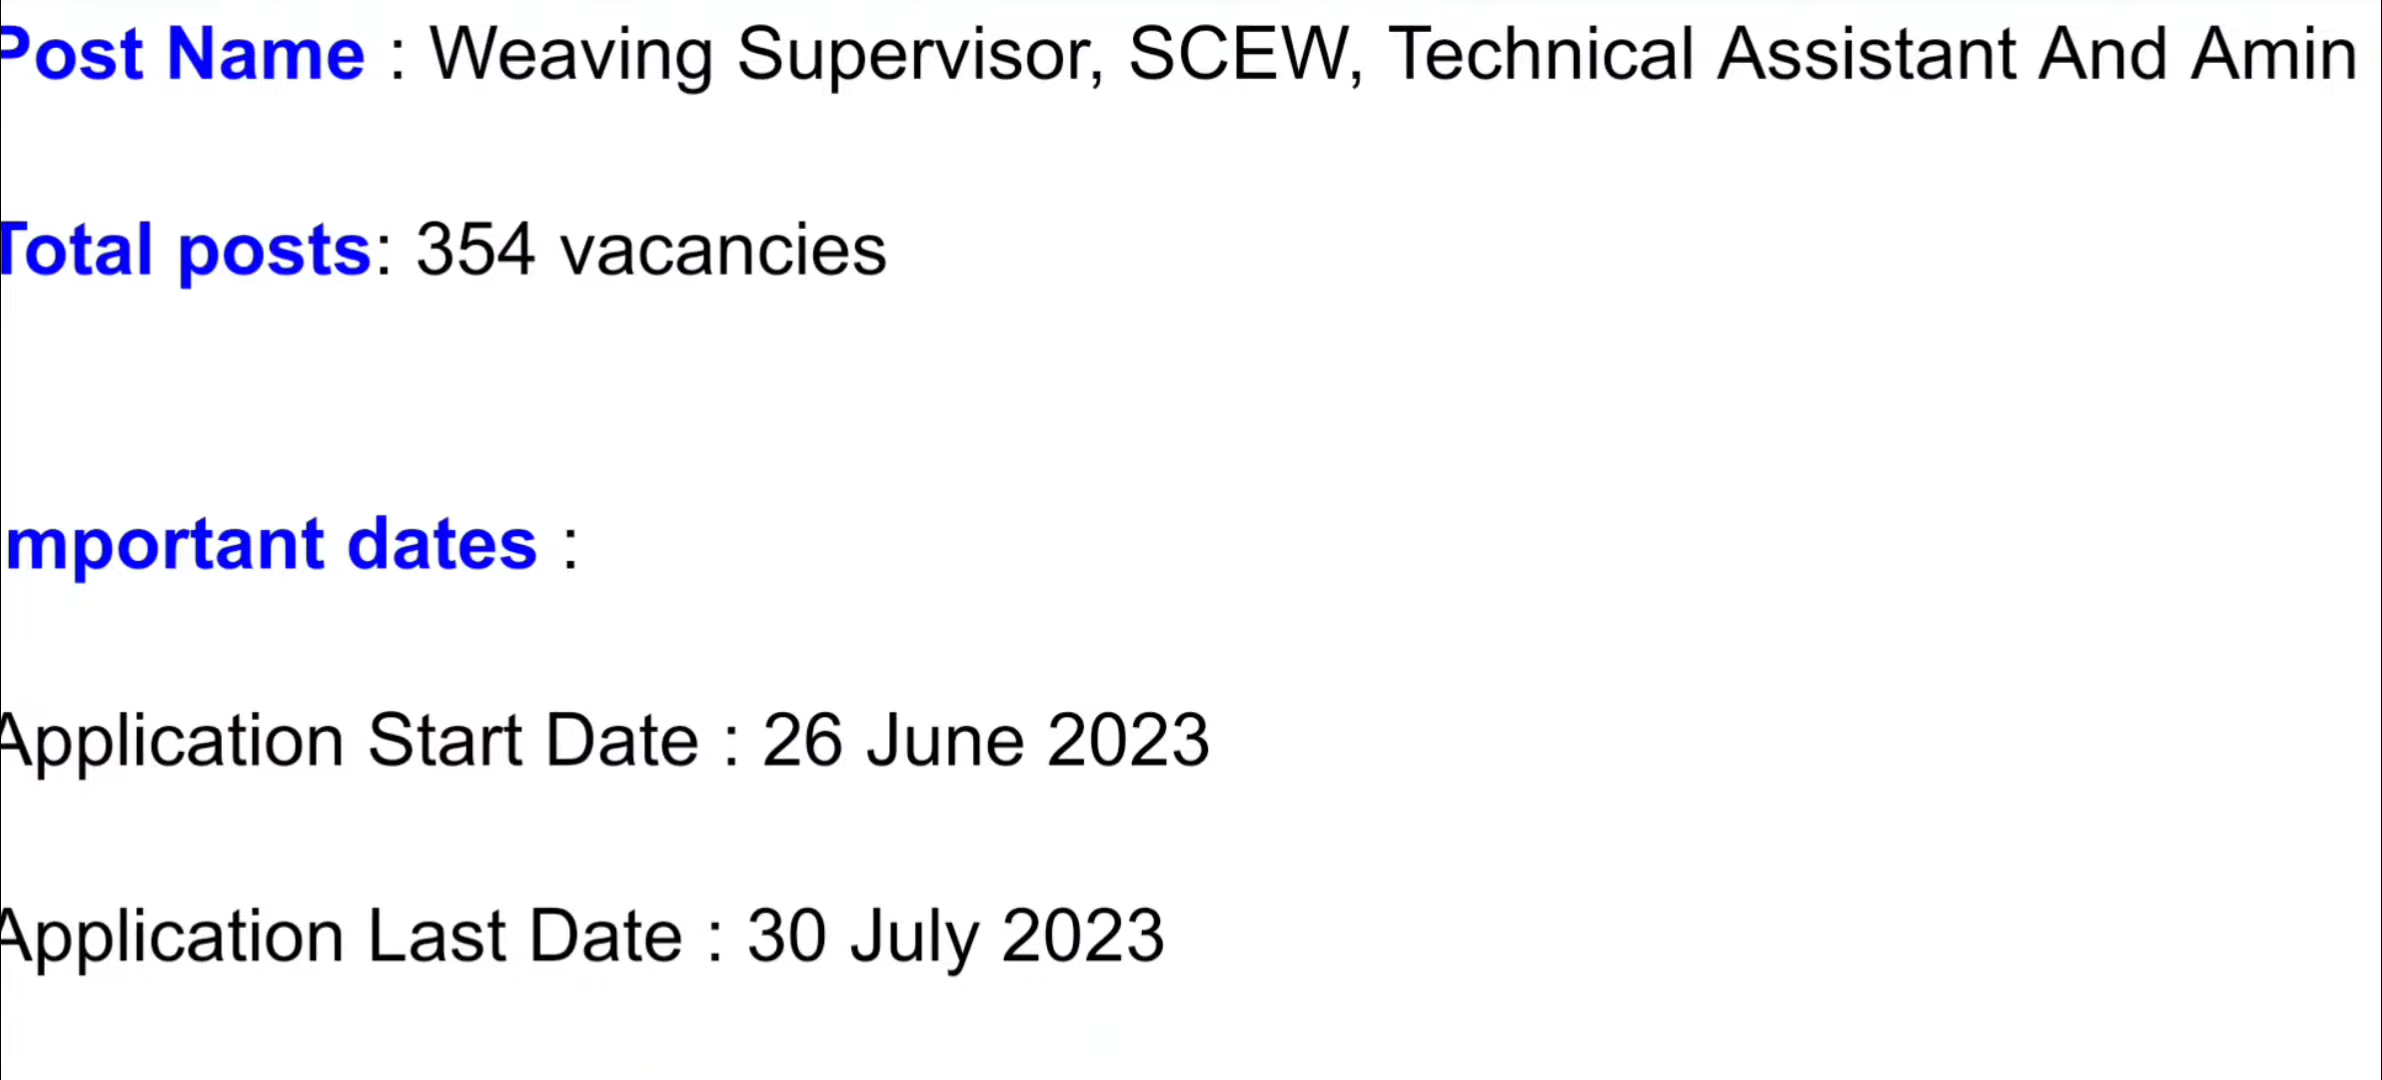 Post Name : Weaving Supervisor, SCEW, Technical Assistant And Amin
Total posts: 354 vacancies
mportant dates :
Application Start Date : 26 June 2023
Application Last Date : 30 July 2023